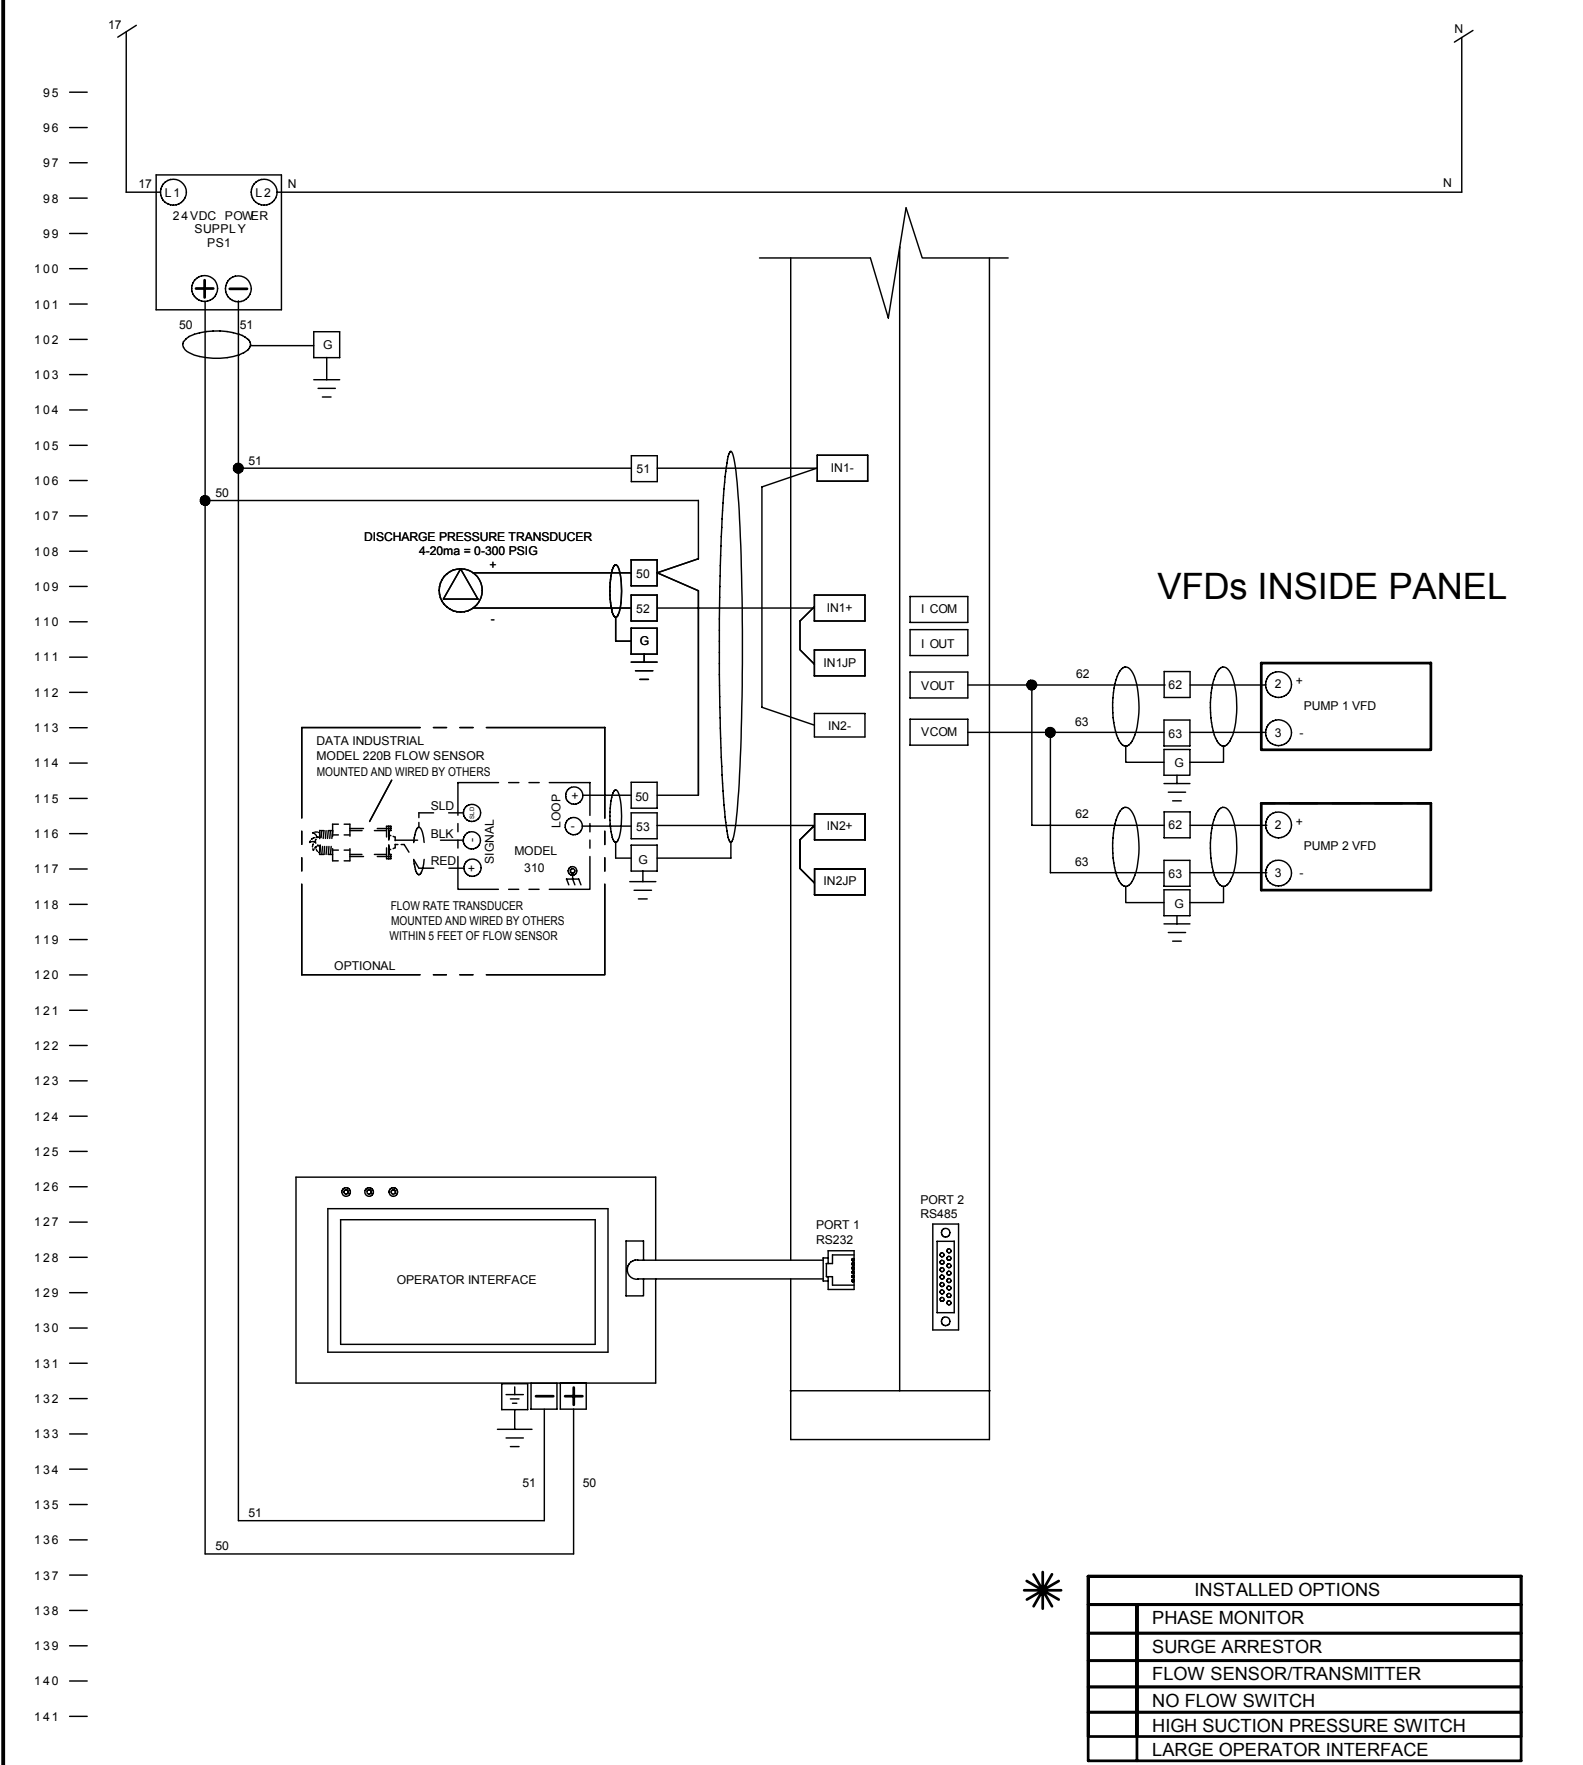 17
N
95
96
97
17
L1
L2
N
N
98
24VDC POWER
SUPPLY
PS1
99
100
101
50
51
102
G
103
104
105
51
51
IN1-
106
50
107
DISCHARGE PRESSURE TRANSDUCER
4-20ma = 0-300 PSIG
108
+
50
109
VFDs INSIDE PANEL
52
IN1+
I COM
110
-
G
I OUT
111
IN1JP
112
VOUT
62
62
2
+
PUMP 1 VFD
113
IN2-
VCOM
63
63
3
-
DATA INDUSTRIAL
MODEL 220B FLOW SENSOR
MOUNTED AND WIRED BY OTHERS
114
G
115
SLD
SLD
LOOP
+
50
116
BLK
-
SIGNAL
-
53
IN2+
62
62
2
+
PUMP 2 VFD
MODEL
310
117
RED
+
G
IN2JP
63
63
3
-
118
G
FLOW RATE TRANSDUCER
MOUNTED AND WIRED BY OTHERS
WITHIN 5 FEET OF FLOW SENSOR
119
OPTIONAL
120
121
122
123
124
125
126
PORT 2
RS485
127
PORT 1
RS232
128
OPERATOR INTERFACE
129
130
131
132
133
134
51
50
135
51
136
50
137
INSTALLED OPTIONS
138
PHASE MONITOR
139
SURGE ARRESTOR
140
FLOW SENSOR/TRANSMITTER
NO FLOW SWITCH
141
HIGH SUCTION PRESSURE SWITCH
LARGE OPERATOR INTERFACE